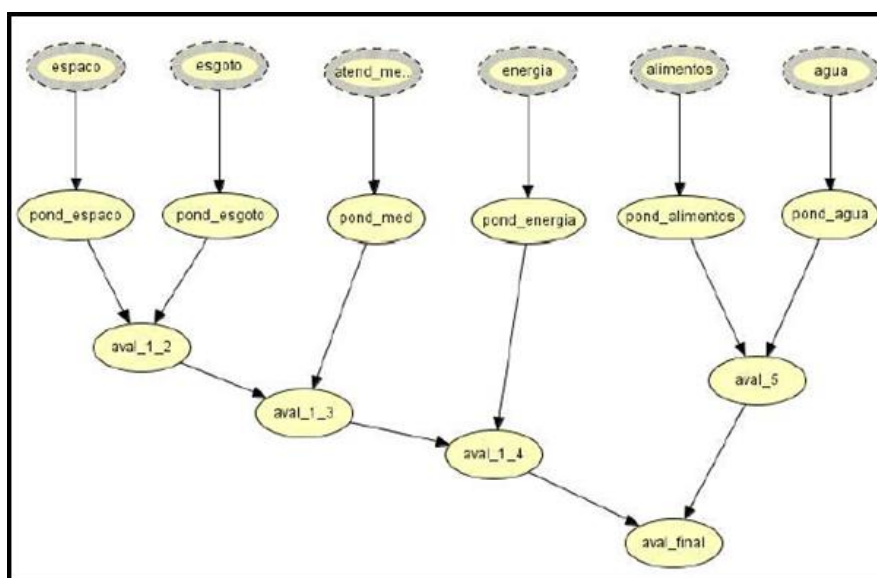 espaco
esgoto
atend_me...
energia
alimentos
agua
pond_espaco
pond_esgoto
pond_med
pond_energia
pond_alimentos
pond_agua
aval_1_2
aval_5
aval_1_3
aval_1_4
aval_final